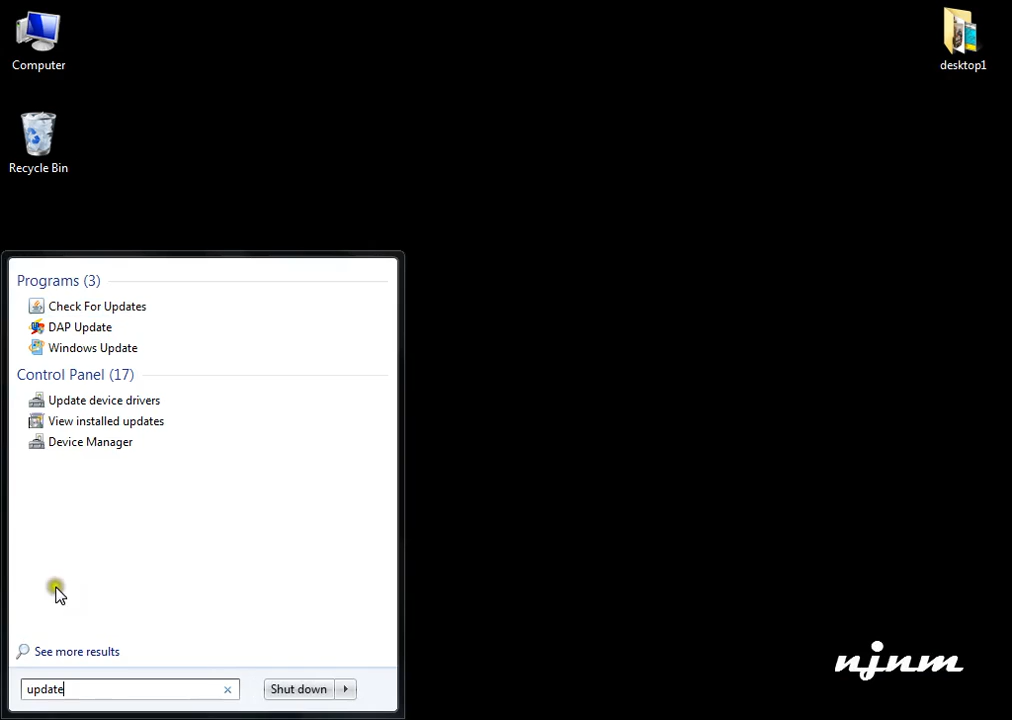 Computer
desktop1
Recycle Bin
Programs (3)
Check For Updates
DAP Update
Windows Update
Control Panel (17)
Update device drivers
View installed updates
Device Manager
See more results
update
Shut down
njnm